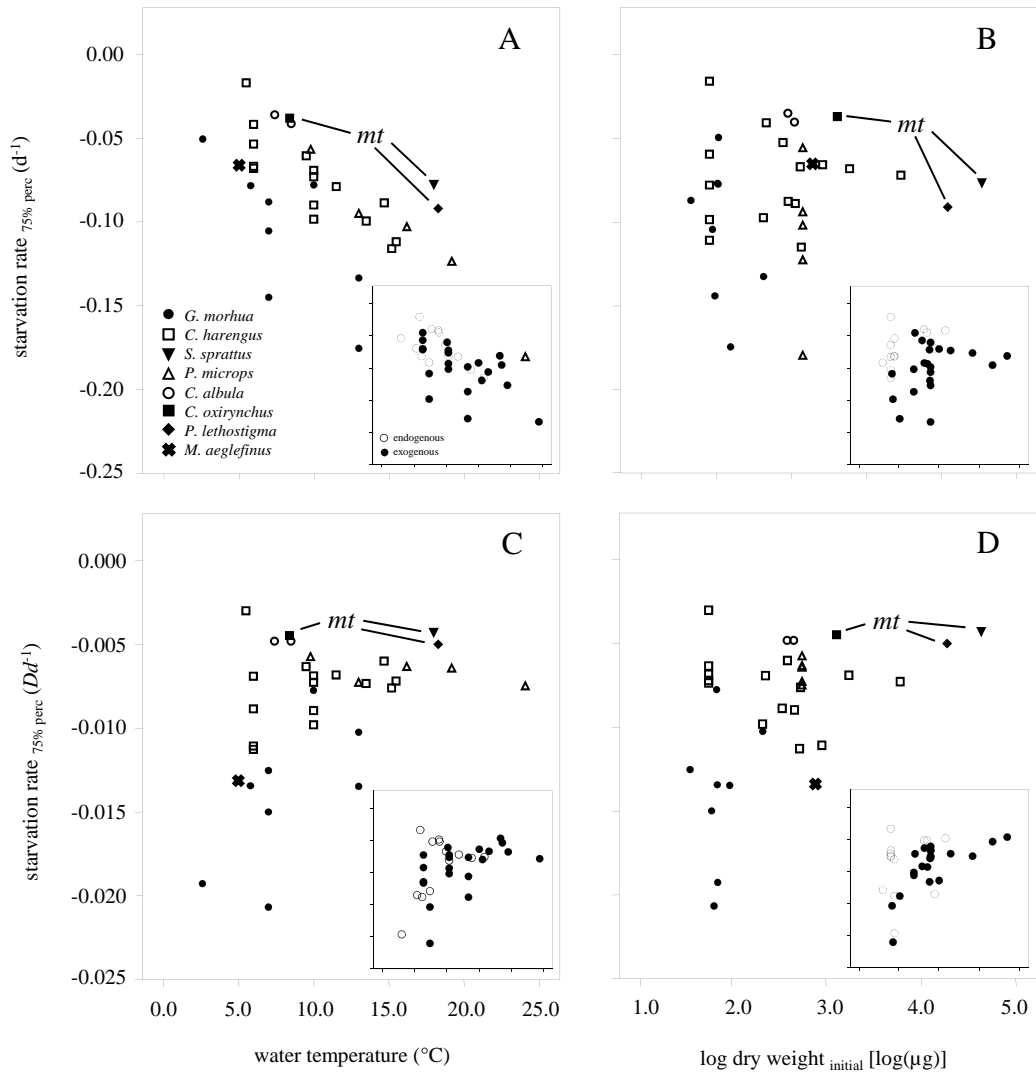 A
B
0.00
-0.05
-0.10
-0.15
-0.20
-0.25
starvation rate 75% perc (d-1)
mt
mt
G. morhua
C. harengus
S. sprattus
P. microps
C. albula
C. oxirynchus
P. lethostigma
M. aeglefinus
endogenous
exogenous
C
D
0.000
-0.005
-0.010
-0.015
-0.020
-0.025
starvation rate 75% perc (Dd-1)
mt
mt
0.0 5.0 10.0 15.0 20.0 25.0
1.0 2.0 3.0 4.0 5.0
water temperature (°C)
log dry weight initial [log(µg)]